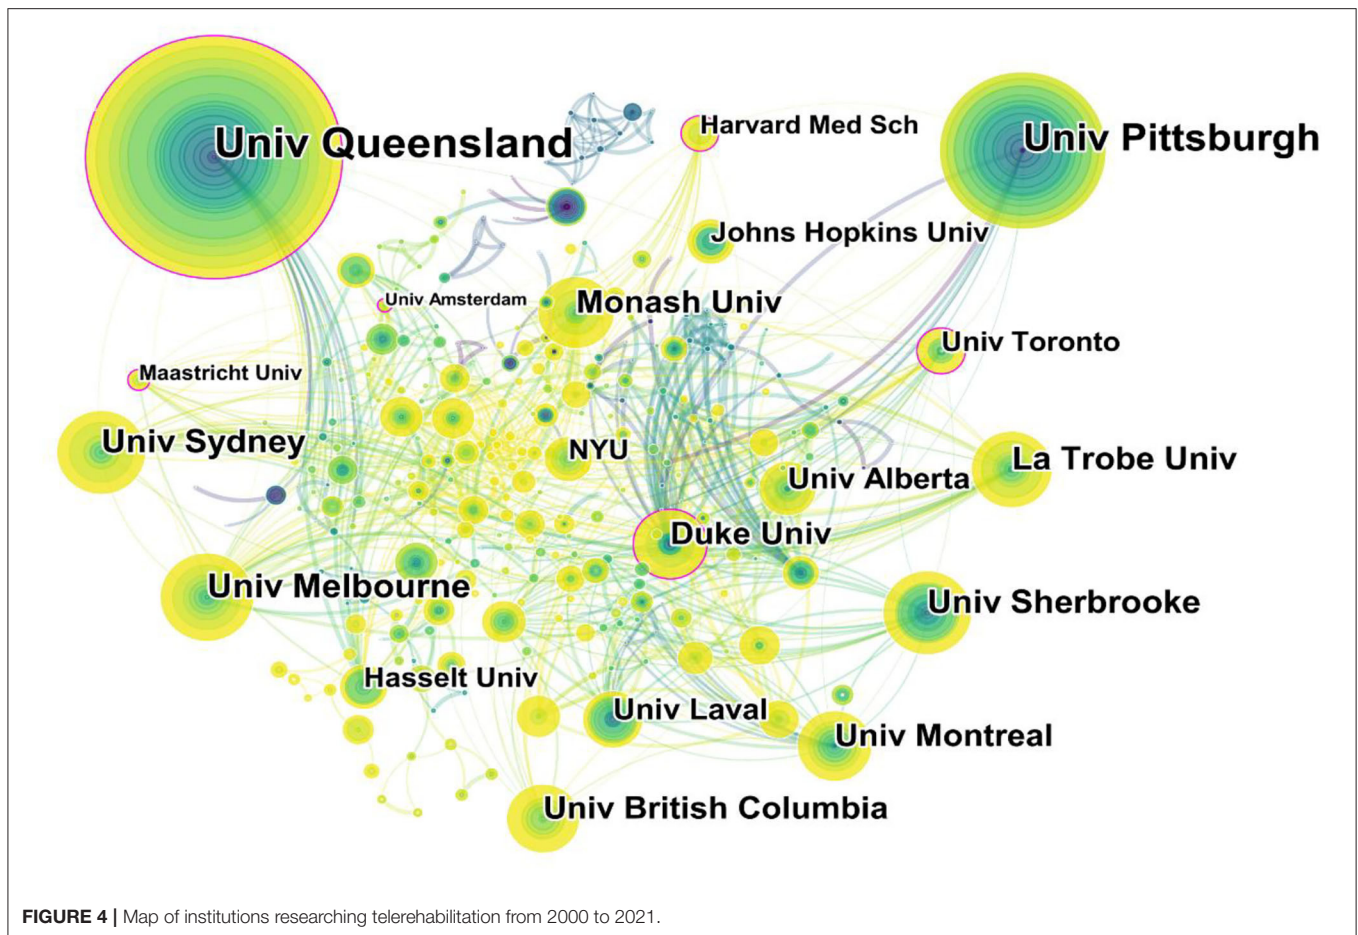 Univ Queensland
Harvard Med Sch
Univ Pittsburgh
Johns Hopkins Univ
Univ Amsterdam
Monash Univ
Univ Toronto
Maastricht Univ
Univ Sydney
NYU
La Trobe Univ
Univ Alberta
Duke Univ
Univ Melbourne
Univ Sherbrooke
Hasselt Univ
Univ Laval
Univ Montreal
Univ British Columbia
FIGURE 4 | Map of institutions researching telerehabilitation from 2000 to 2021.